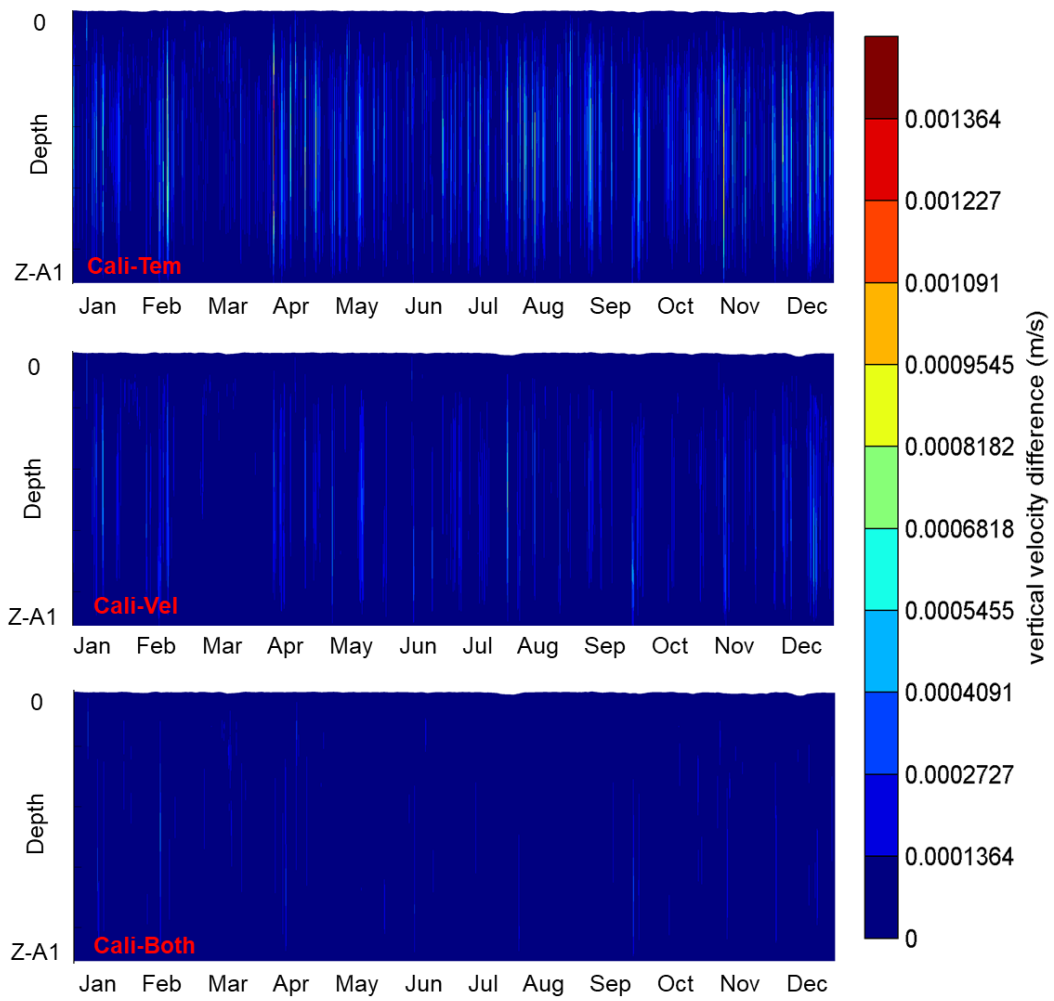 0
Depth
Z-A1
Cali-Tem
Jan Feb Mar Apr May Jun Jul Aug Sep Oct Nov Dec
0
Depth
Z-A1
Cali-Vel
Jan Feb Mar Apr May Jun Jul Aug Sep Oct Nov Dec
0
Depth
Z-A1
Cali-Both
Jan Feb Mar Apr May Jun Jul Aug Sep Oct Nov Dec
0.001364
0.001227
0.001091
0.0009545
0.0008182
0.0006818
0.0005455
0.0004091
0.0002727
0.0001364
0
vertical velocity difference (m/s)